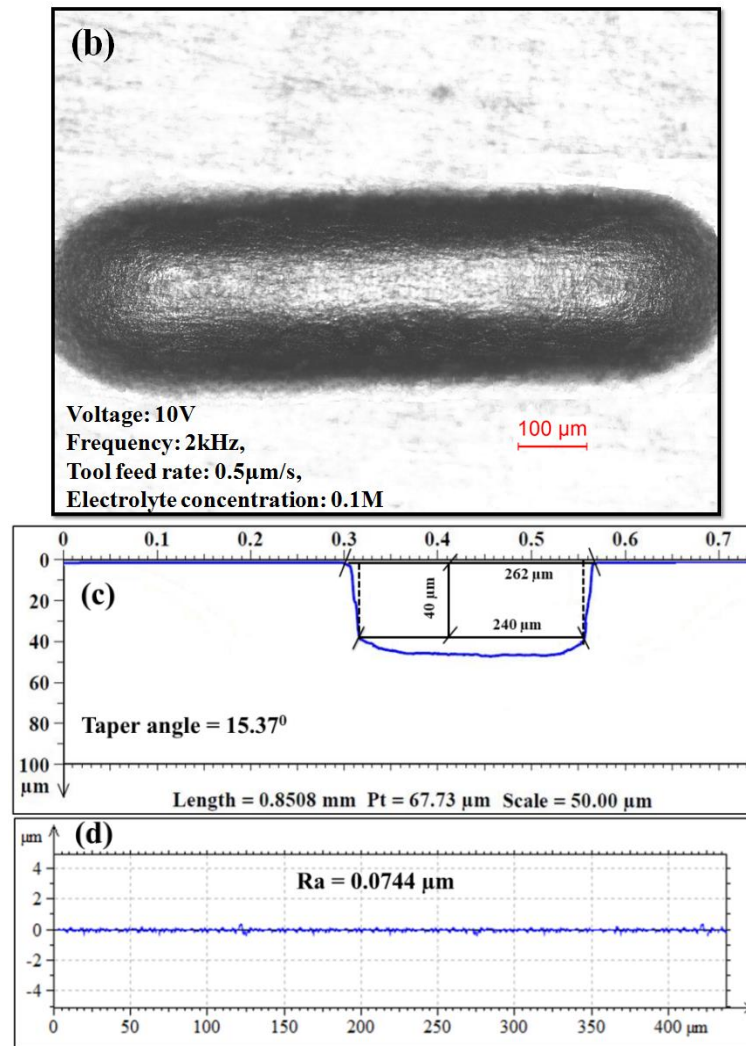 (b)
Voltage: 10V
Frequency: 2kHz,
Tool feed rate: 0.5µm/s,
Electrolyte concentration: 0.1M
100 µm
0 0.1 0.2 0.3 0.4 0.5 0.6 0.7
0
20
40
60
80
100
µm
(c)
262 µm
40 µm
240 µm
Taper angle = 15.37⁰
Length = 0.8508 mm Pt = 67.73 µm Scale = 50.00 µm
µm
(d)
4
2
0
-2
-4
Ra = 0.0744 µm
0 50 100 150 200 250 300 350 400 µm